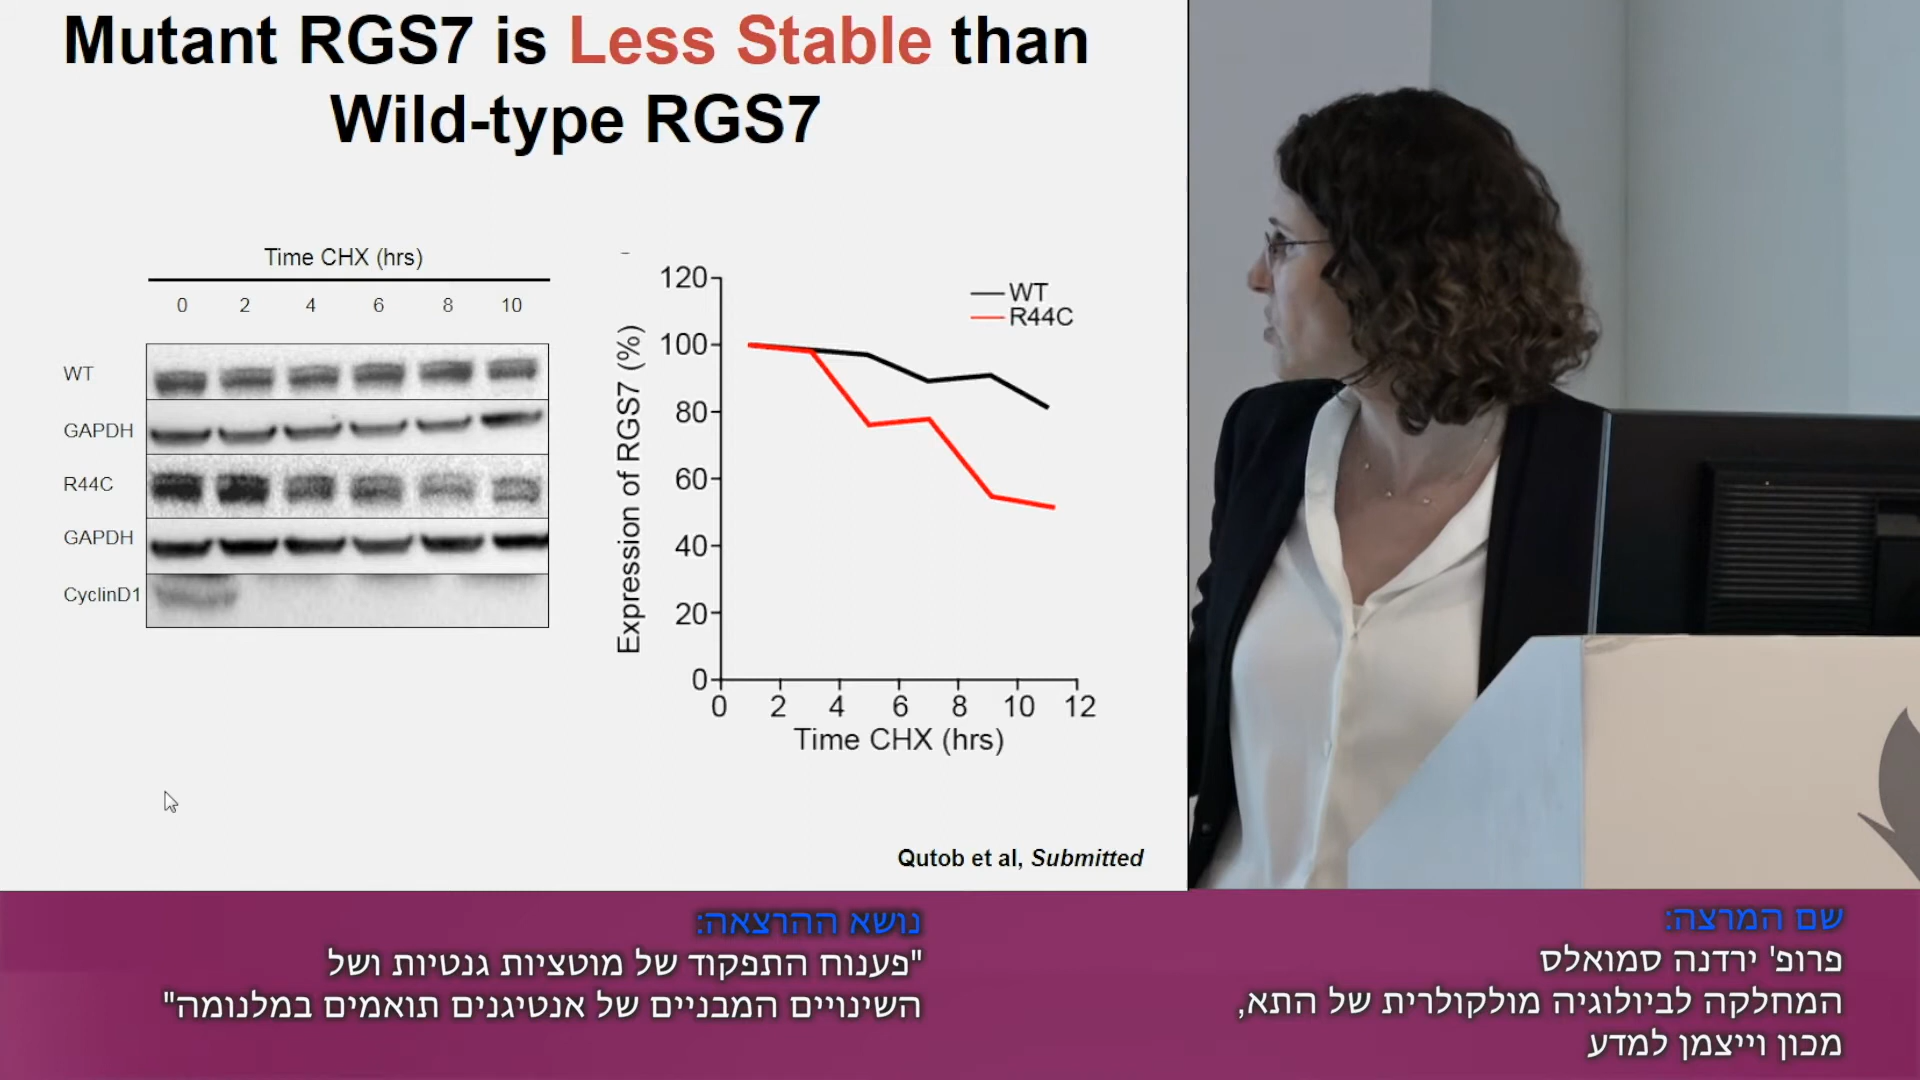 Mutant RGS7 is Less Stable than
Wild-type RGS7
Time CHX (hrs)
0 2 4 6 8 10
WT
GAPDH
R44C
GAPDH
CyclinD1
Expression of RGS7 (%)
120
100
80
60
40
20
0
WT
R44C
0 2 4 6 8 10 12
Time CHX (hrs)
Qutob et al, Submitted
שם המרצה:
פרופ' ירדנה סמואלס
המחלקה לביולוגיה מולקולרית של התא,
מכון וייצמן למדע
נושא ההרצאה:
"פענוח התפקוד של מוטציות גנטיות ושל
השינויים המבניים של אנטיגנים תואמים במלנומה"